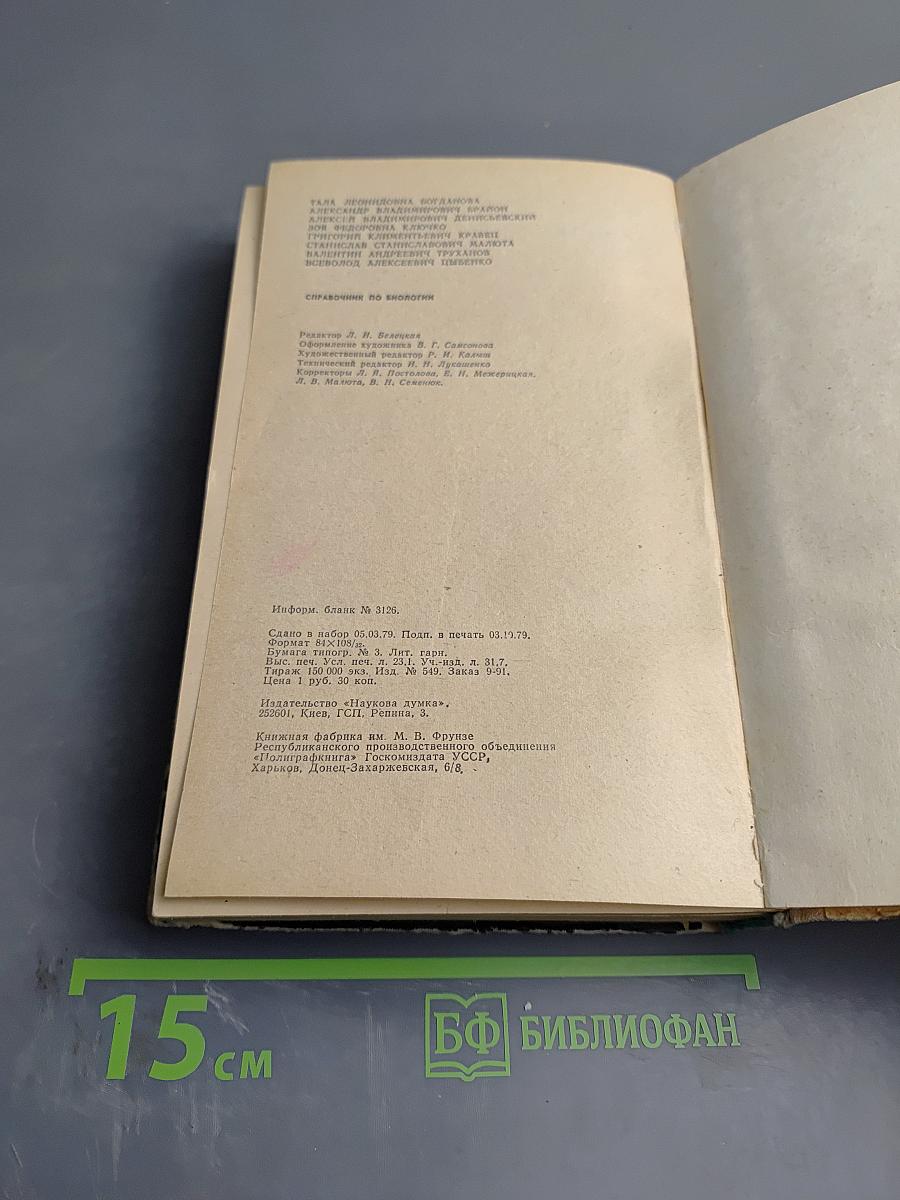 ТАЛА ЛЕОНИДОВНА БОГДАНОВА
АЛЕКСАНДР ВЛАДИМИРОВИЧ БРАЙОН
АЛЕКСЕЙ ВЛАДИМИРОВИЧ ДЕНИСЬЕВСКИЙ
ЗОЯ ФЕДОРОВНА КЛОЧКО
ГРИГОРИЙ КЛИМЕНТЬЕВИЧ КРАВЕЦ
СТАНИСЛАВ СТАНИСЛАВОВИЧ МАЛЮТА
ВАЛЕНТИН АНДРЕЕВИЧ ТРУХАНОВ
ВСЕВОЛОД АЛЕКСЕЕВИЧ ЦЫБЕНКО
СПРАВОЧНИК ПО БИОЛОГИИ
Редактор Л. И. Белецкая
Оформление художника В. Г. Самсонова
Художественный редактор Р. И. Калмыш
Технический редактор И. Н. Лукашенко
Корректоры Л. Я. Постолова, Е. Н. Межерицкая,
Л. В. Малюта, В. Н. Семенюк.
Информ. бланк № 3126.
Сдано в набор 05.03.79. Подп. в печать 03.10.79.
Формат 84×108/32.
Бумага типогр. № 3. Лит. гарн.
Выс. печ. Усл. печ. л. 23,1. Уч.-изд. л. 31,7.
Тираж 150 000 экз. Изд. № 549. Заказ 9-91.
Цена 1 руб. 30 коп.
Издательство «Наукова думка».
252601, Киев, ГСП, Репина, 3.
Книжная фабрика им. М. В. Фрунзе
Республиканского производственного объединения
«Полиграфкнига» Госкомиздата УССР,
Харьков, Донец-Захаржевская, 6/8.
15 см
БФ БИБЛИОФАН